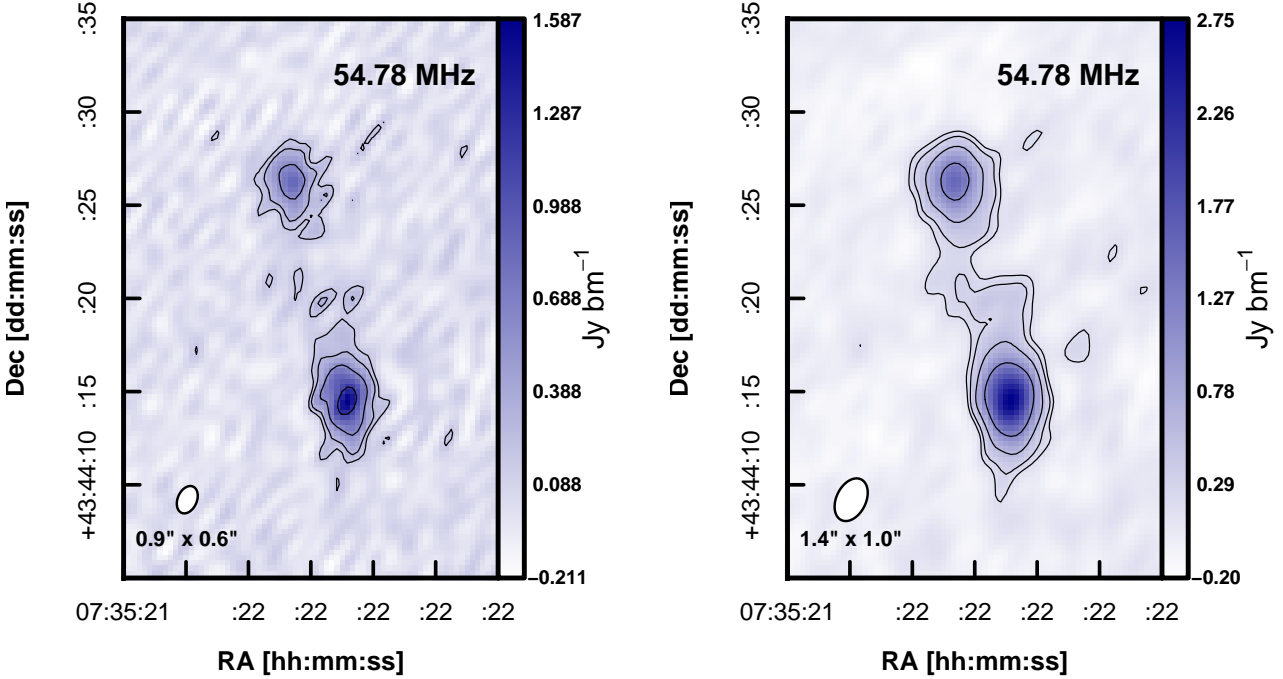 54.78 MHz
0.9" x 0.6"
Dec [dd:mm:ss]
:35
:30
:25
:20
:15
+43:44:10
07:35:21 :22 :22 :22 :22 :22
RA [hh:mm:ss]
1.587
1.287
0.988
0.688
0.388
0.088
−0.211
Jy bm−1
54.78 MHz
1.4" x 1.0"
Dec [dd:mm:ss]
:35
:30
:25
:20
:15
+43:44:10
07:35:21 :22 :22 :22 :22 :22
RA [hh:mm:ss]
2.75
2.26
1.77
1.27
0.78
0.29
−0.20
Jy bm−1